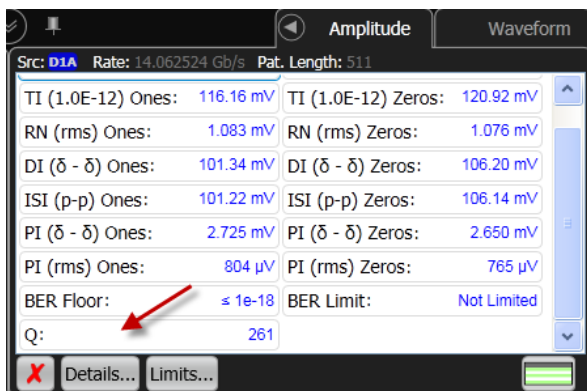 Amplitude Waveform
Src: D1A Rate: 14.062524 Gb/s Pat. Length: 511
TI (1.0E-12) Ones: 116.16 mV TI (1.0E-12) Zeros: 120.92 mV
RN (rms) Ones: 1.083 mV RN (rms) Zeros: 1.076 mV
DI (δ - δ) Ones: 101.34 mV DI (δ - δ) Zeros: 106.20 mV
ISI (p-p) Ones: 101.22 mV ISI (p-p) Zeros: 106.14 mV
PI (δ - δ) Ones: 2.725 mV PI (δ - δ) Zeros: 2.650 mV
PI (rms) Ones: 804 µV PI (rms) Zeros: 765 µV
BER Floor: ≤ 1e-18 BER Limit: Not Limited
Q: 261
Details... Limits...